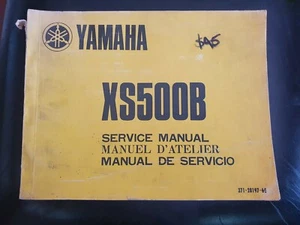 YAMAHA
XS500B
SERVICE MANUAL
MANUEL D'ATELIER
MANUAL DE SERVICIO